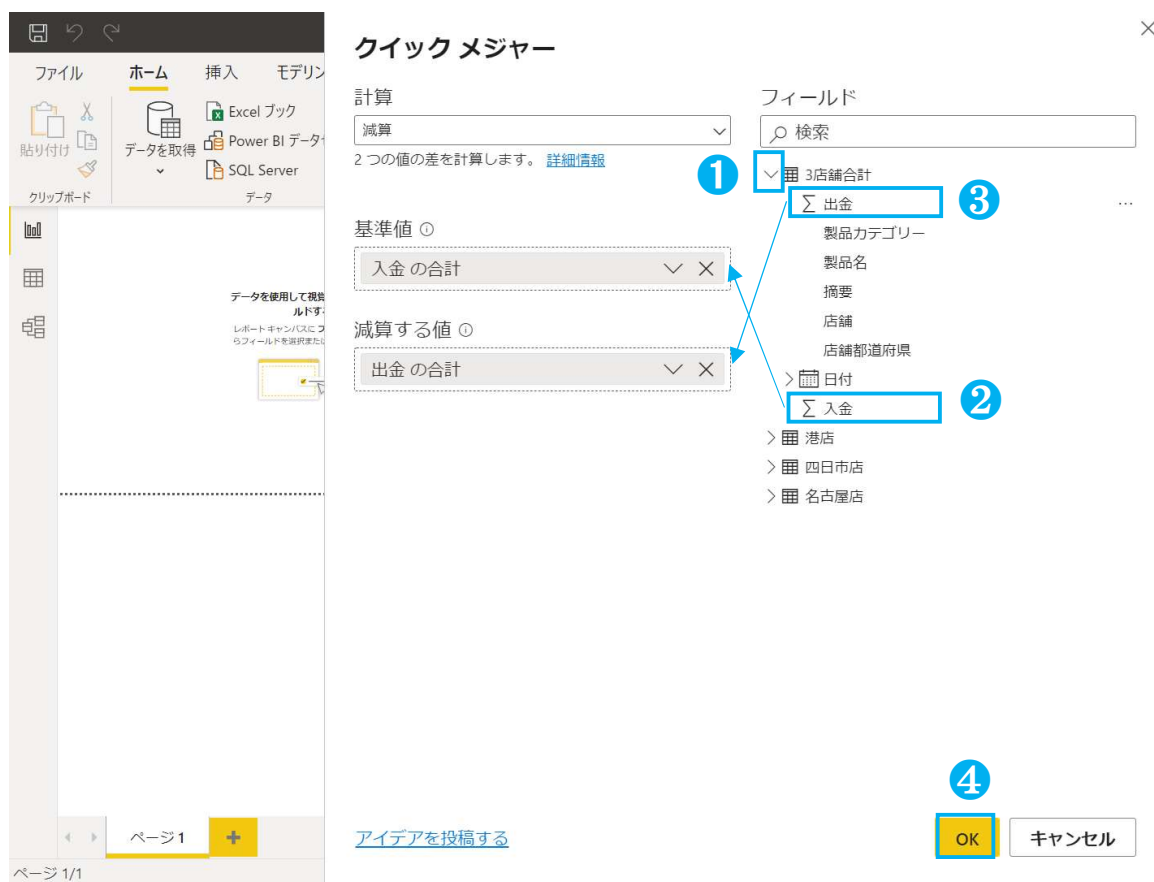 クイック メジャー
ファイル ホーム 挿入 モデリン
貼り付け
クリップボード
データを取得
Excel ブック
Power BI データ
SQL Server
データ
計算
減算
2 つの値の差を計算します。 詳細情報
基準値
入金 の合計
減算する値
出金 の合計
フィールド
検索
1
3店舗合計
出金
3
製品カテゴリー
製品名
摘要
店舗
店舗都道府県
日付
入金
2
港店
四日市店
名古屋店
データを使用して視覚
ルドす
レポート キャンバスに フ
らフィールドを選択または
4
アイデアを投稿する
OK
キャンセル
ページ 1
ページ 1/1